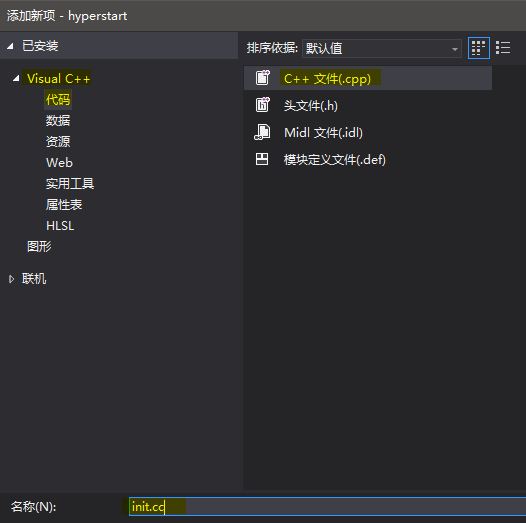 添加新项 - hyperstart
已安装
Visual C++
代码
数据
资源
Web
实用工具
属性表
HLSL
图形
联机
排序依据: 默认值
C++ 文件(.cpp)
头文件(.h)
Midl 文件(.idl)
模块定义文件(.def)
名称(N): init.cc